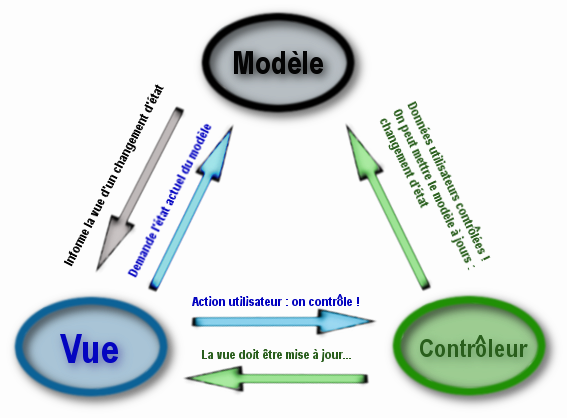 Modèle
Informe la vue d'un changement d'état
Demande l'état actuel du modèle
Données utilisateurs contrôlées !
On peut mettre le modèle à jours :
changement d'état
Action utilisateur : on contrôle !
Vue
Contrôleur
La vue doit être mise à jour...